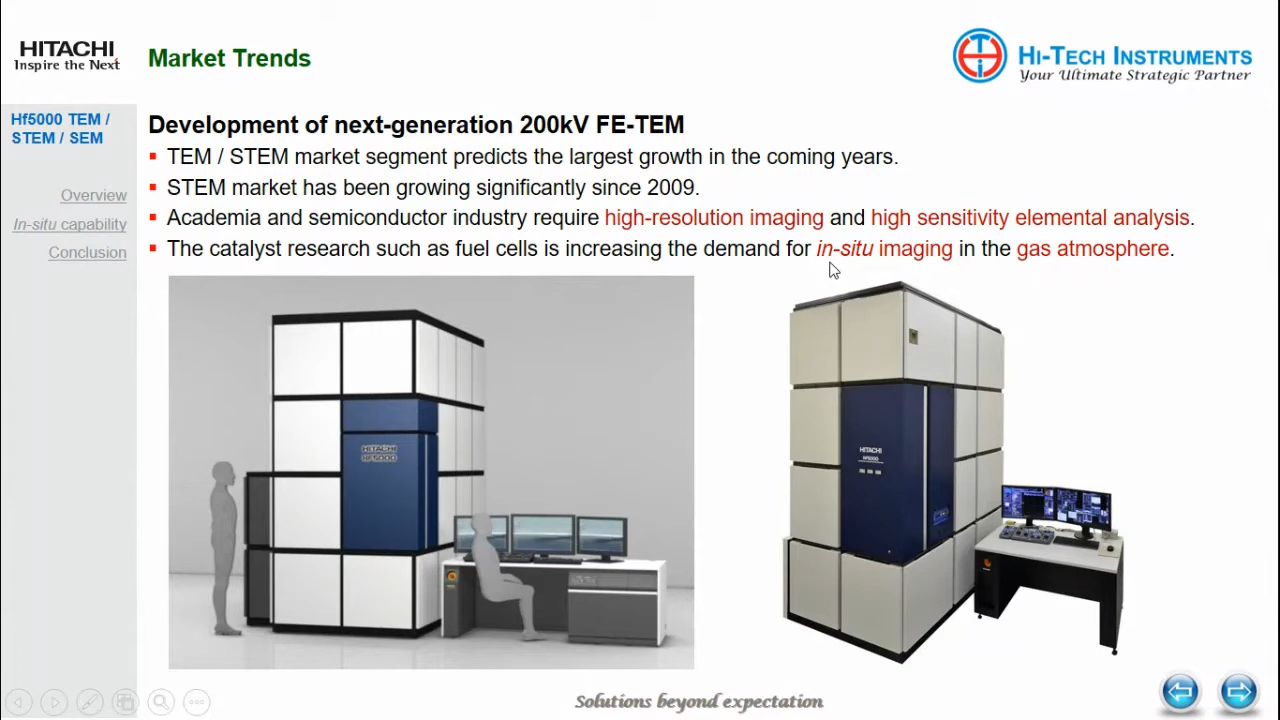 HITACHI
Inspire the Next
Market Trends
HI-TECH INSTRUMENTS
Your Ultimate Strategic Partner
Hf5000 TEM /
STEM / SEM
Overview
In-situ capability
Conclusion
Development of next-generation 200kV FE-TEM
TEM / STEM market segment predicts the largest growth in the coming years.
STEM market has been growing significantly since 2009.
Academia and semiconductor industry require high-resolution imaging and high sensitivity elemental analysis.
The catalyst research such as fuel cells is increasing the demand for in-situ imaging in the gas atmosphere.
HITACHI
HF5000
HITACHI
HF5000
Solutions beyond expectation